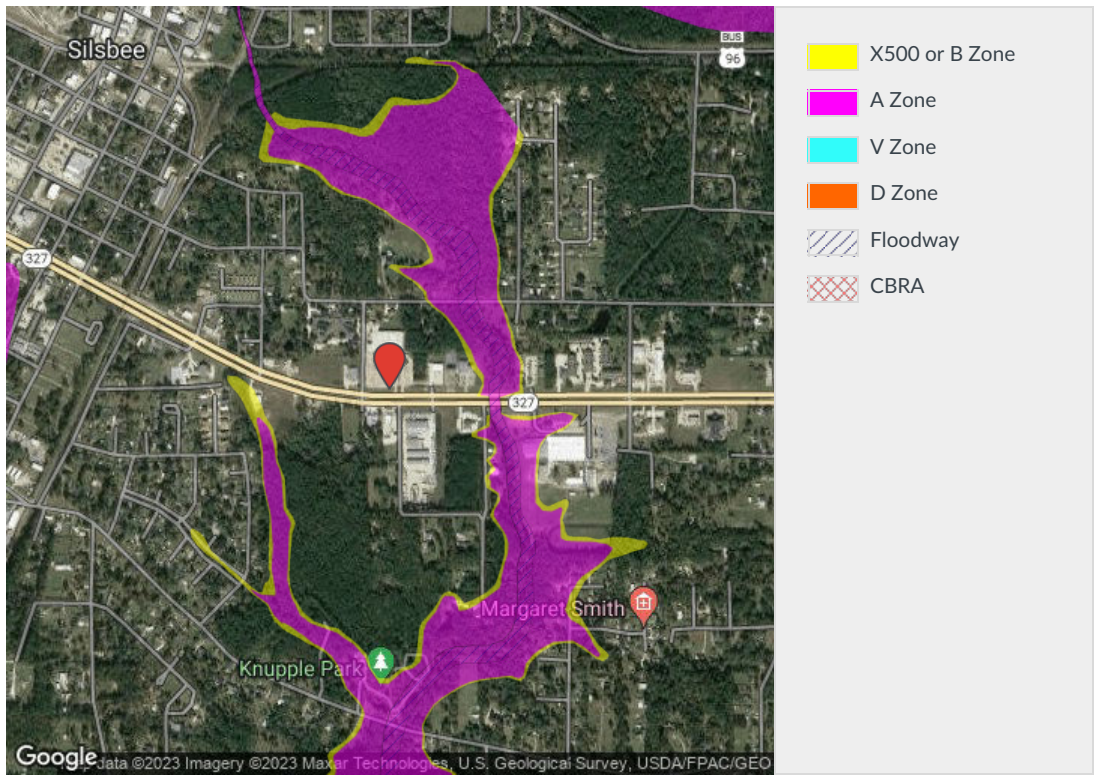 Silsbee
BUS
96
327
327
Margaret Smith
Knupple Park
Google
data ©2023 Imagery ©2023 Maxar Technologies, U.S. Geological Survey, USDA/FPAC/GEO
X500 or B Zone
A Zone
V Zone
D Zone
Floodway
CBRA